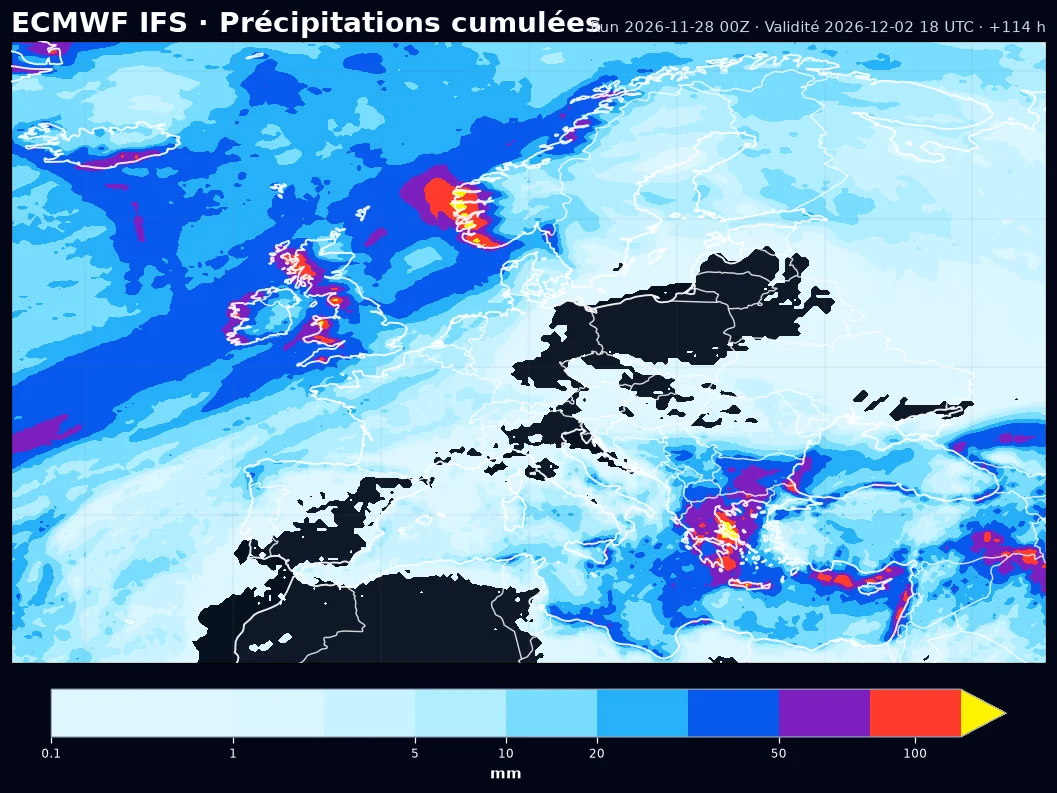 ECMWF IFS · Précipitations cumulées
Run 2026-11-28 00Z · Validité 2026-12-02 18 UTC · +114 h
0.1 1 5 10 20 50 100
mm